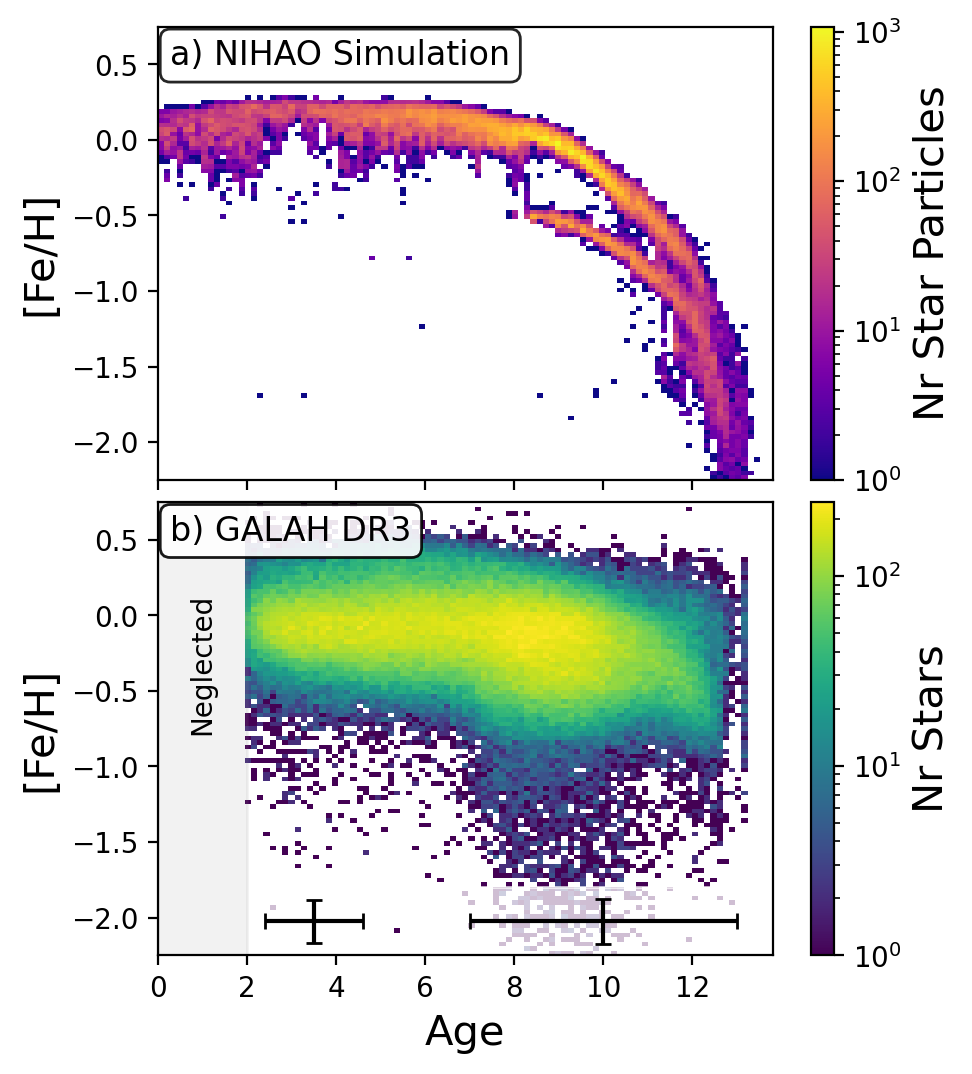 a) NIHAO Simulation
0.5
0.0
−0.5
−1.0
−1.5
−2.0
[Fe/H]
10³
10²
10¹
10⁰
Nr Star Particles
b) GALAH DR3
0.5
0.0
−0.5
−1.0
−1.5
−2.0
[Fe/H]
Neglected
10²
10¹
10⁰
Nr Stars
0 2 4 6 8 10 12
Age